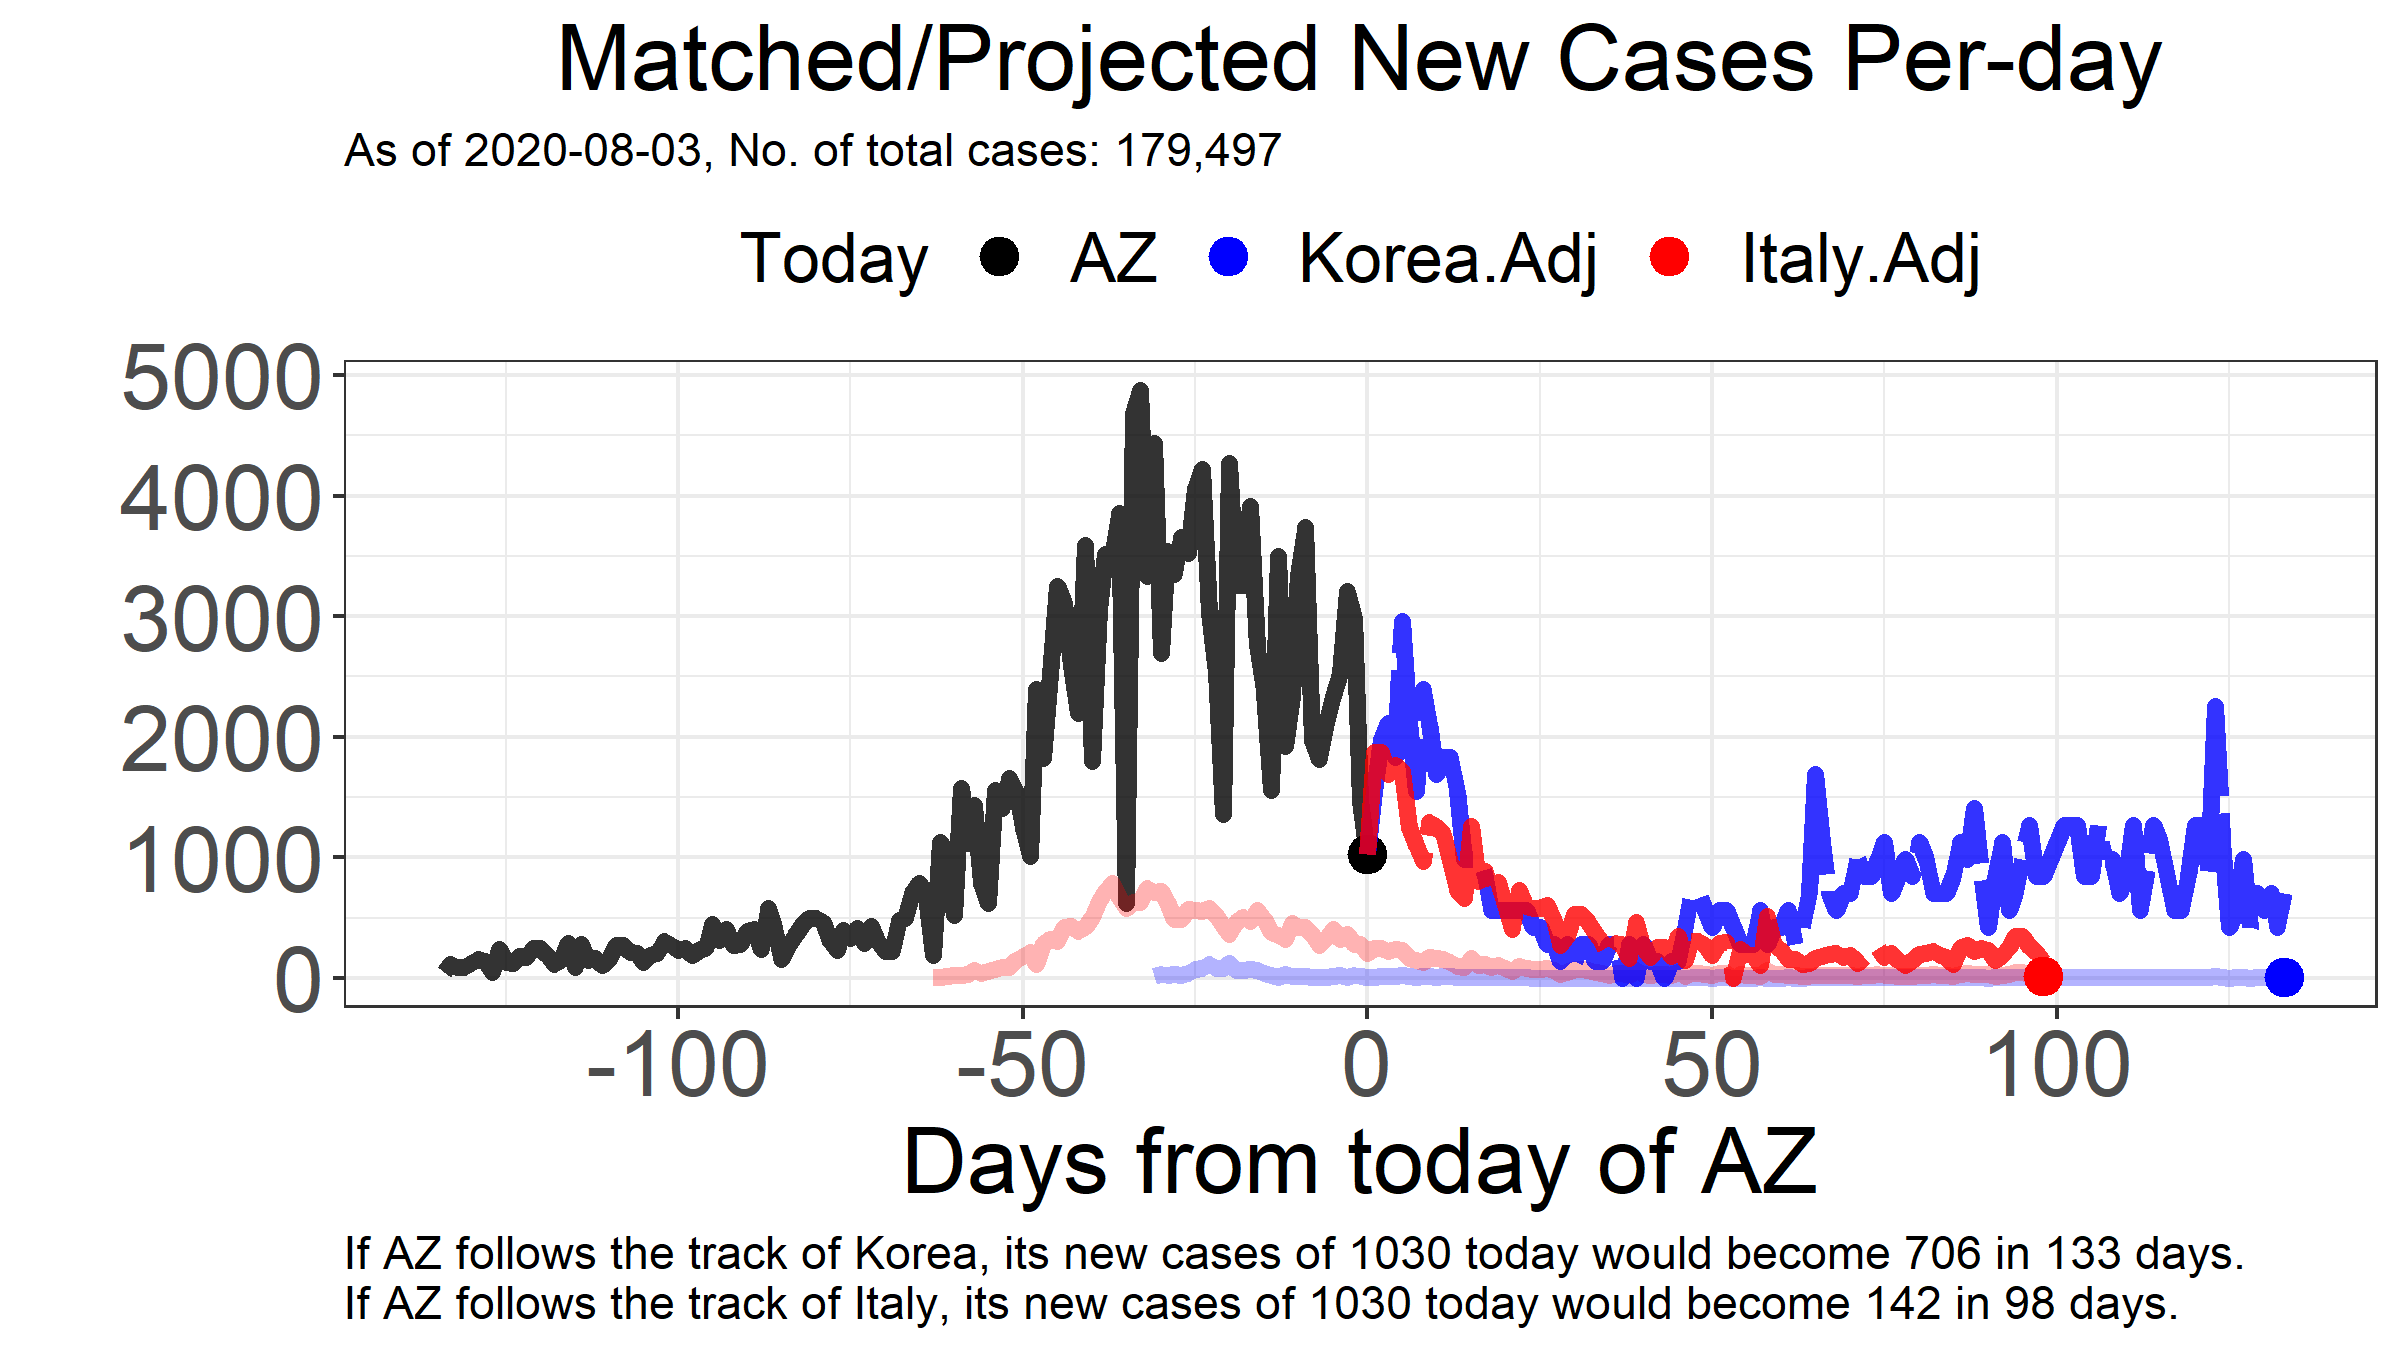 Matched/Projected New Cases Per-day
As of 2020-08-03, No. of total cases: 179,497
Today AZ Korea.Adj Italy.Adj
5000
4000
3000
2000
1000
0
-100 -50 0 50 100
Days from today of AZ
If AZ follows the track of Korea, its new cases of 1030 today would become 706 in 133 days.
If AZ follows the track of Italy, its new cases of 1030 today would become 142 in 98 days.